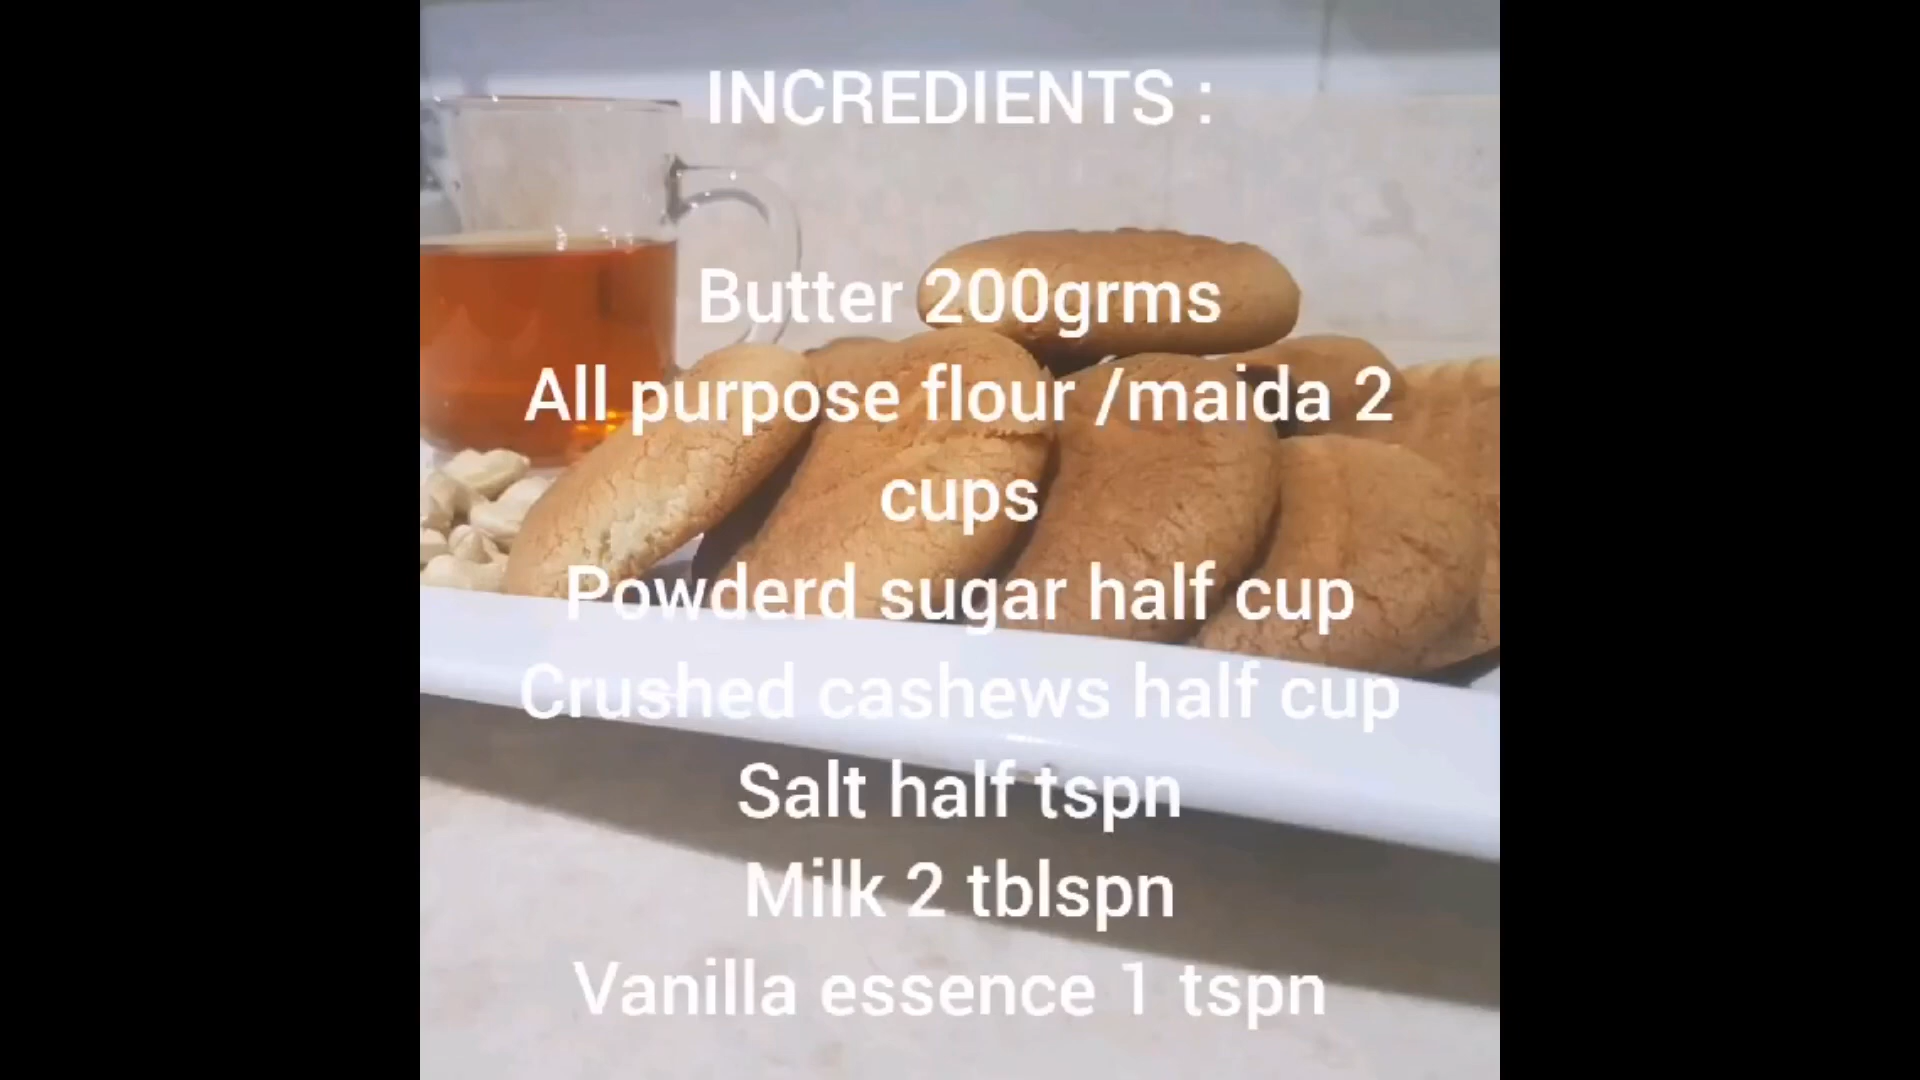 INCREDIENTS :
Butter 200grms
All purpose flour /maida 2
cups
Powderd sugar half cup
Crushed cashews half cup
Salt half tspn
Milk 2 tblspn
Vanilla essence 1 tspn